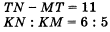 TN − MT = 11
KN : KM = 6 : 5